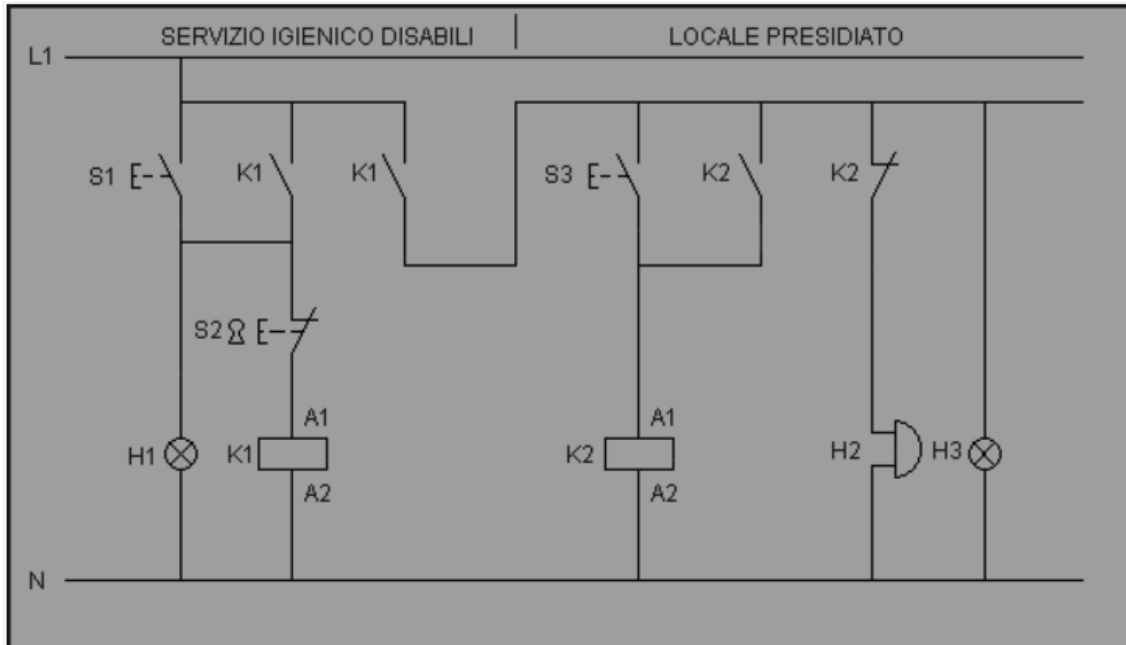 SERVIZIO IGIENICO DISABILI
LOCALE PRESIDIATO
L1
S1
K1
K1
S3
K2
K2
S2
A1
A1
H1
K1
K2
H2
H3
A2
A2
N